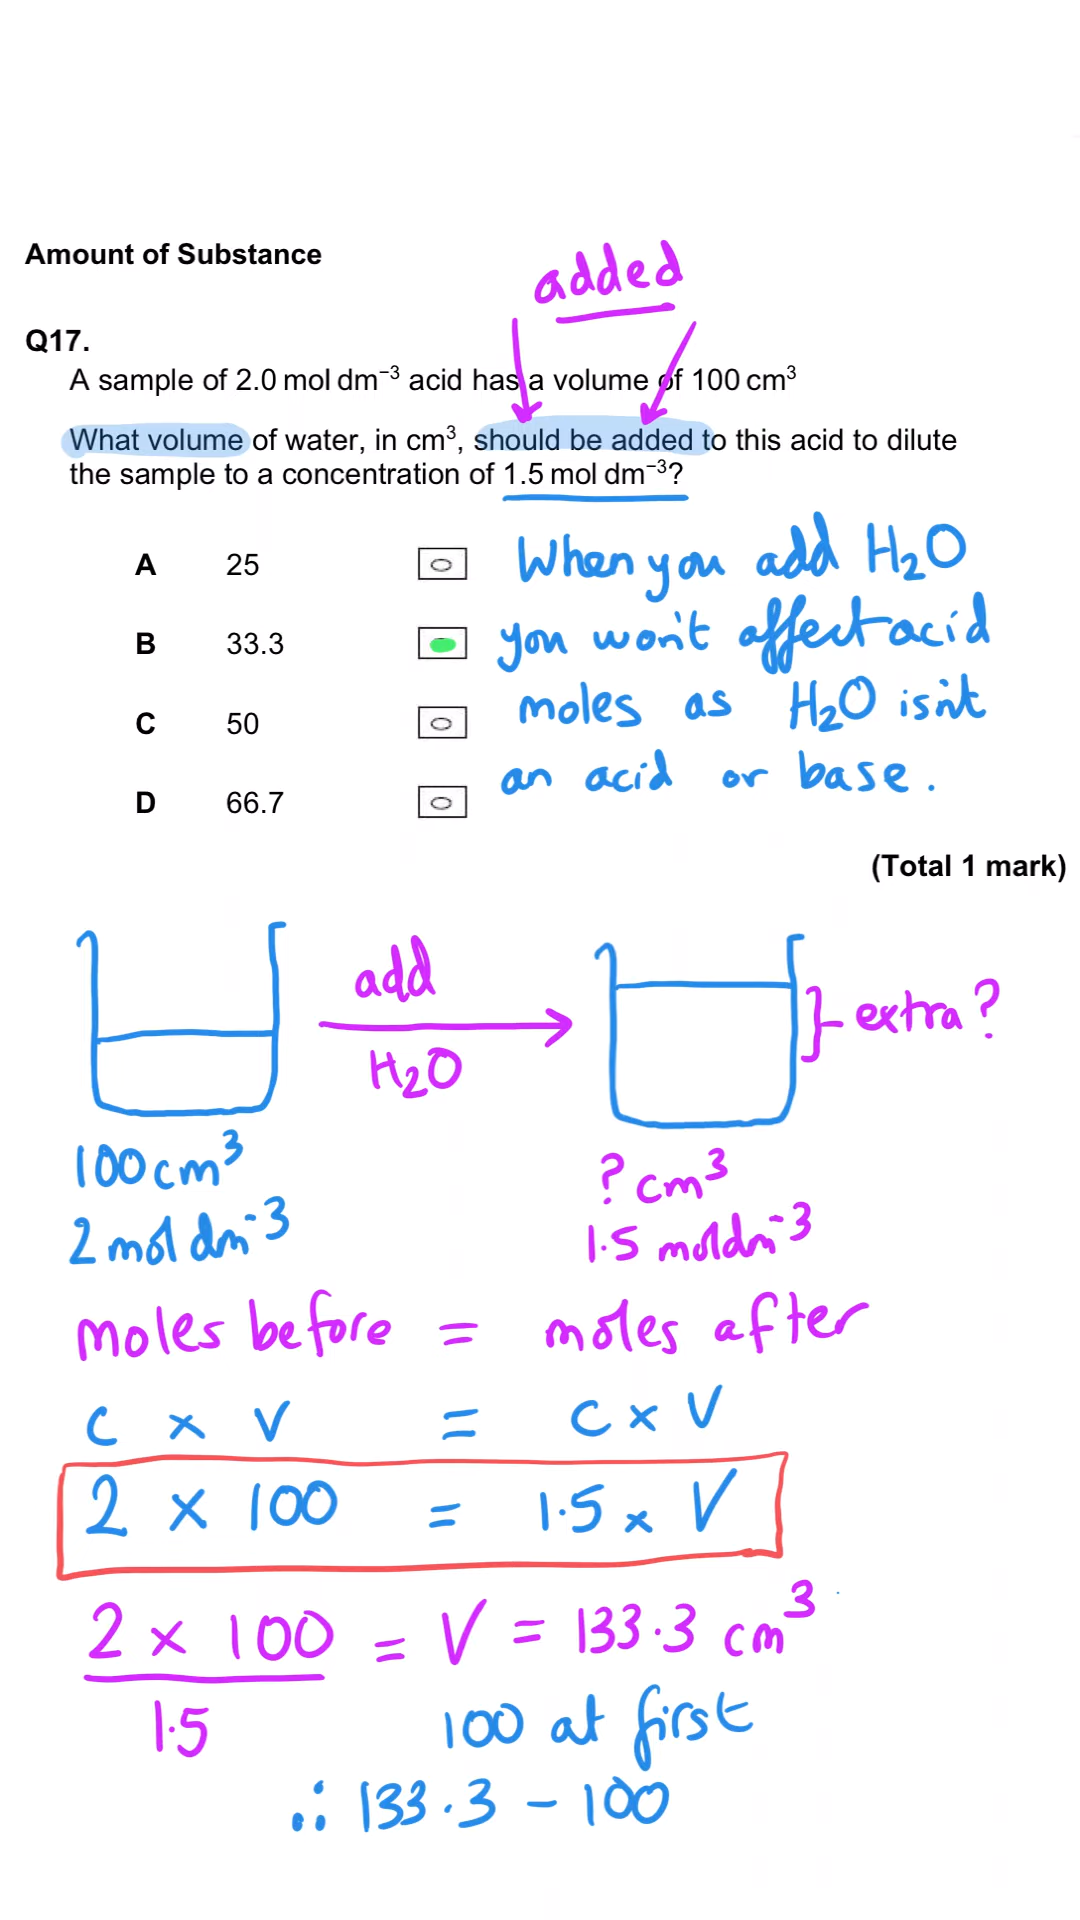 Amount of Substance
added
Q17.
A sample of 2.0 mol dm⁻³ acid has a volume of 100 cm³
What volume of water, in cm³, should be added to this acid to dilute
the sample to a concentration of 1.5 mol dm⁻³?
A 25
B 33.3
C 50
D 66.7
When you add H₂O
you won't affect acid
moles as H₂O isn't
an acid or base.
(Total 1 mark)
add
H₂O
extra?
100cm³
2 mol dm⁻³
? cm³
1.5 moldm⁻³
moles before = moles after
C x V = C x V
2 x 100 = 1.5 x V
2 x 100 = V = 133.3 cm³
1.5
100 at first
∴ 133.3 - 100